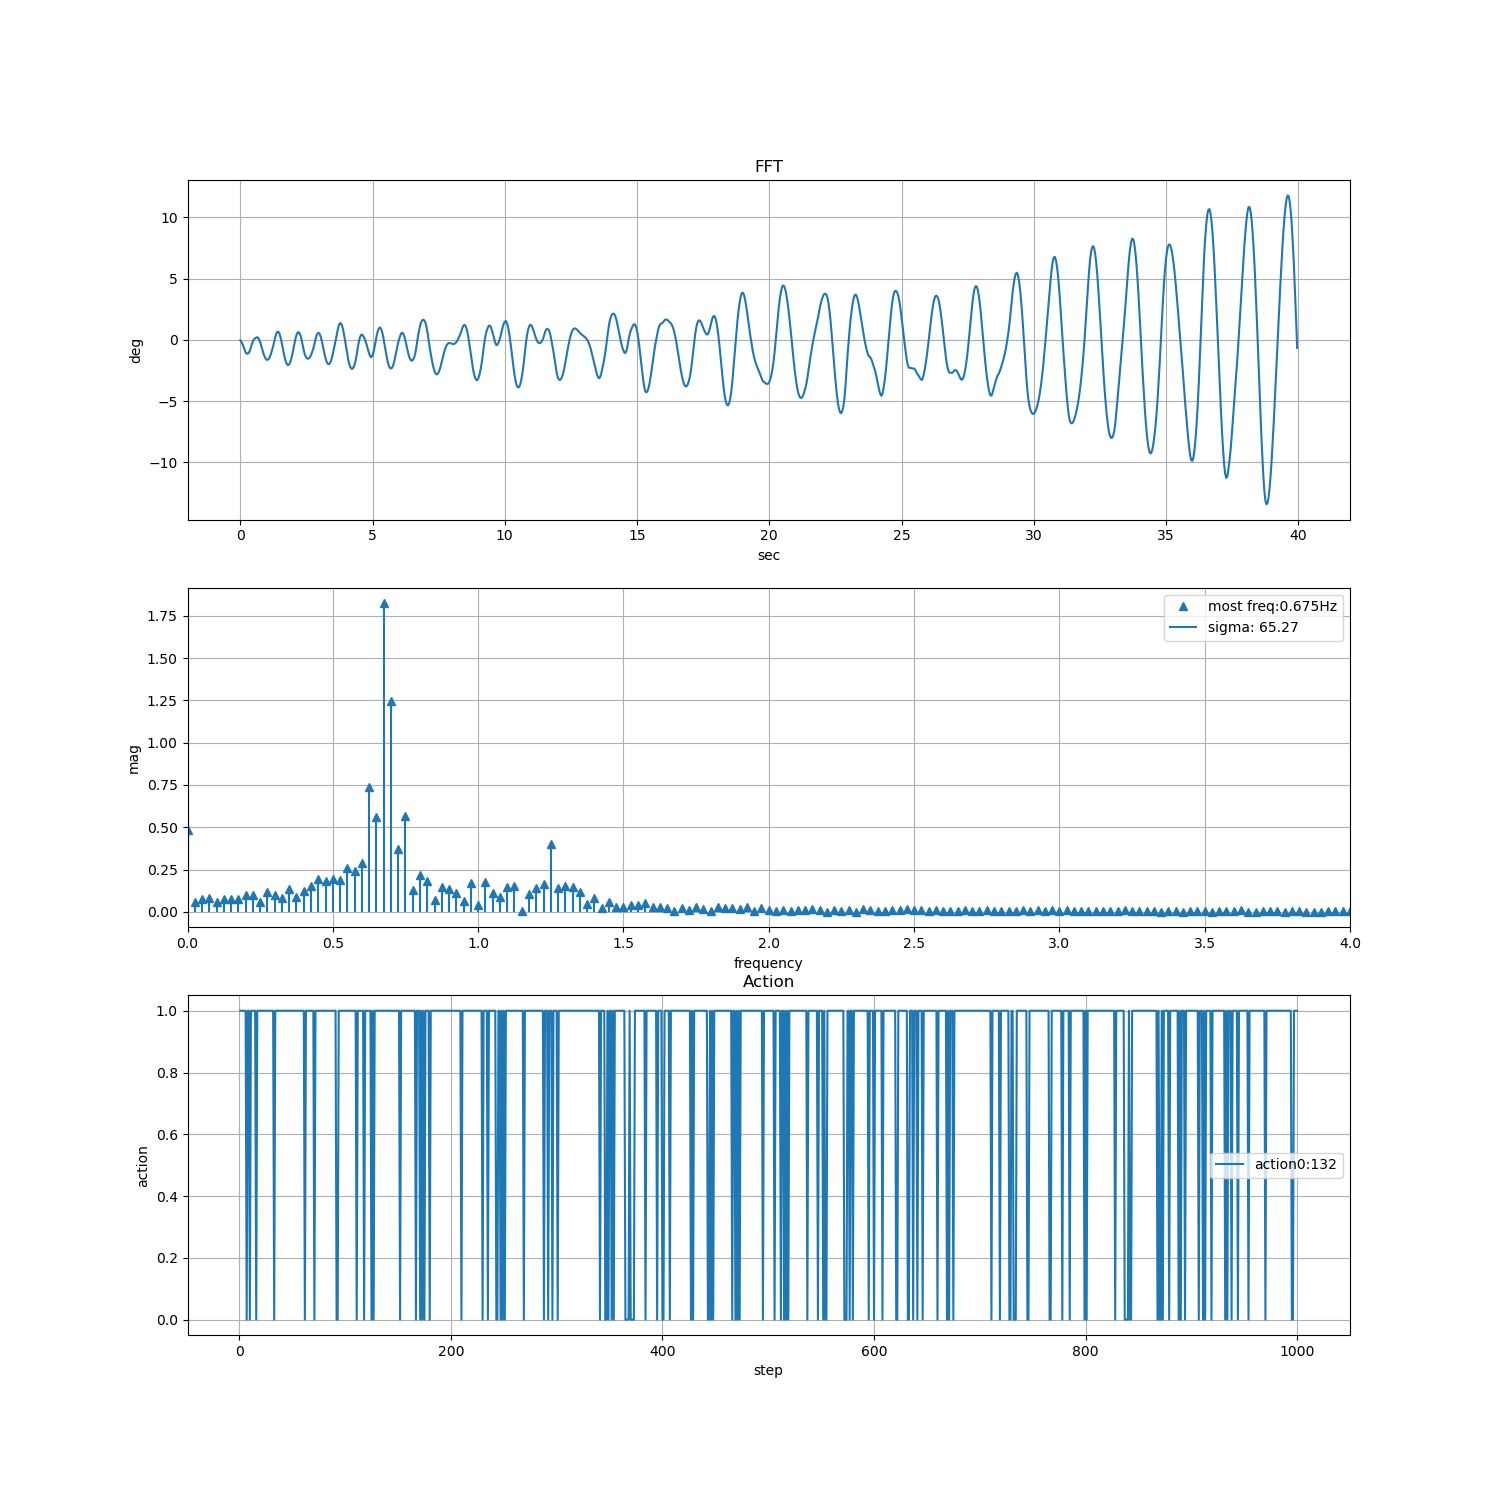 FFT
10
5
0
−5
−10
deg
0 5 10 15 20 25 30 35 40
sec
most freq:0.675Hz
sigma: 65.27
1.75
1.50
1.25
1.00
0.75
0.50
0.25
0.00
mag
0.0 0.5 1.0 1.5 2.0 2.5 3.0 3.5 4.0
frequency
Action
1.0
0.8
0.6
0.4
0.2
0.0
action
action0:132
0 200 400 600 800 1000
step